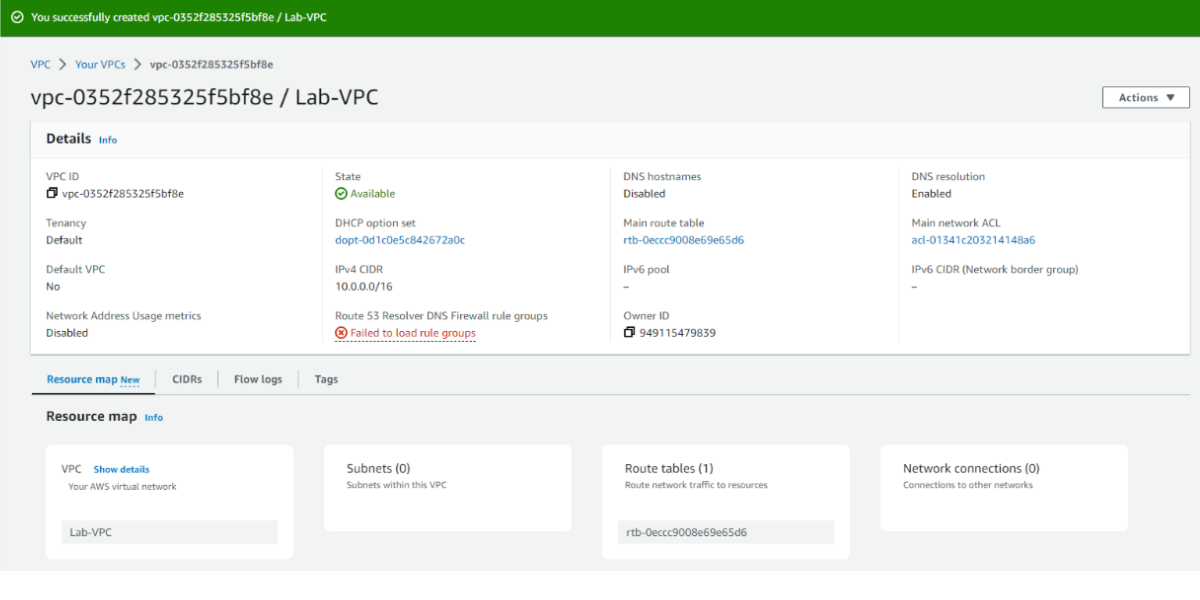 You successfully created vpc-0352f285325f5bf8e / Lab-VPC
VPC > Your VPCs > vpc-0352f285325f5bf8e
vpc-0352f285325f5bf8e / Lab-VPC
Actions
Details Info
VPC ID
vpc-0352f285325f5bf8e
State
Available
DNS hostnames
Disabled
DNS resolution
Enabled
Tenancy
Default
DHCP option set
dopt-0d1c0e5c842672a0c
Main route table
rtb-0eccc9008e69e65d6
Main network ACL
acl-01341c203214148a6
Default VPC
No
IPv4 CIDR
10.0.0.0/16
IPv6 pool
–
IPv6 CIDR (Network border group)
–
Network Address Usage metrics
Disabled
Route 53 Resolver DNS Firewall rule groups
Failed to load rule groups
Owner ID
949115479839
Resource map New
CIDRs
Flow logs
Tags
Resource map Info
VPC Show details
Your AWS virtual network
Lab-VPC
Subnets (0)
Subnets within this VPC
Route tables (1)
Route network traffic to resources
rtb-0eccc9008e69e65d6
Network connections (0)
Connections to other networks